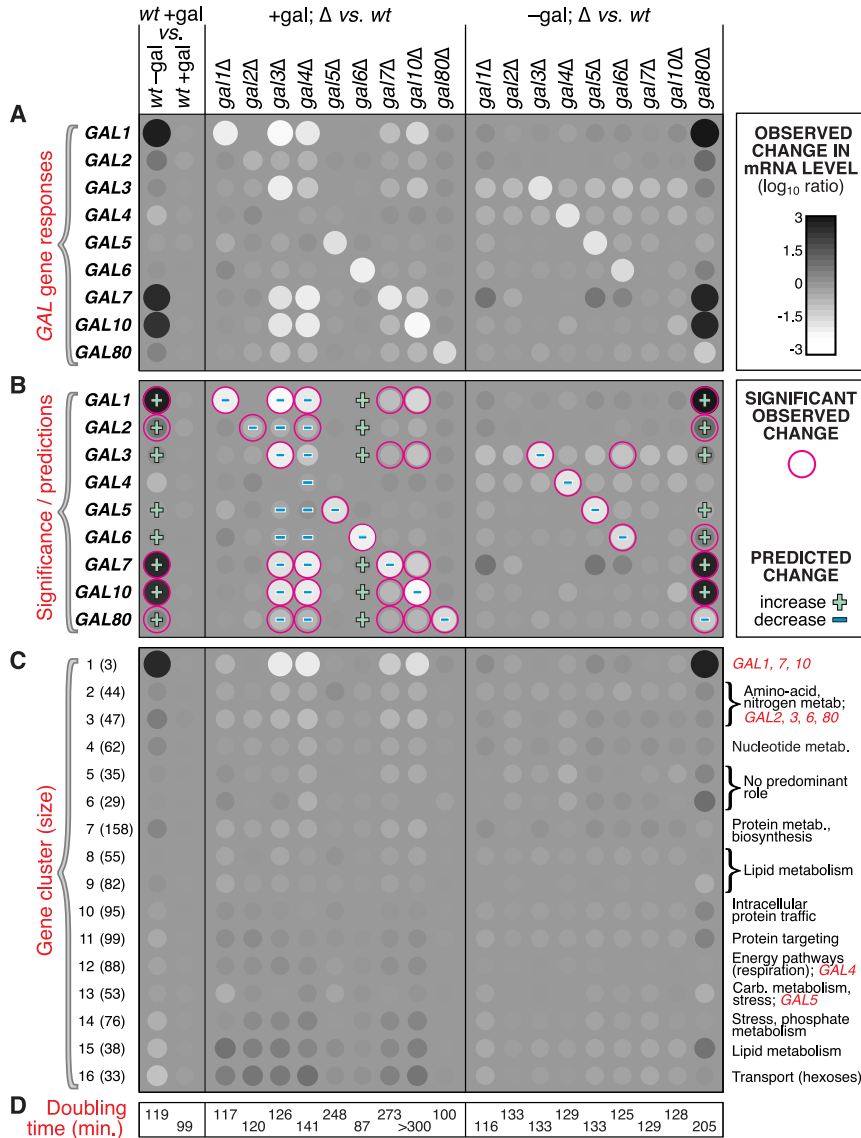 wt +gal
vs.
wt –gal
wt +gal
+gal; Δ vs. wt
gal1Δ
gal2Δ
gal3Δ
gal4Δ
gal5Δ
gal6Δ
gal7Δ
gal10Δ
gal80Δ
–gal; Δ vs. wt
gal1Δ
gal2Δ
gal3Δ
gal4Δ
gal5Δ
gal6Δ
gal7Δ
gal10Δ
gal80Δ
A
GAL gene responses
GAL1
GAL2
GAL3
GAL4
GAL5
GAL6
GAL7
GAL10
GAL80
OBSERVED
CHANGE IN
mRNA LEVEL
(log10 ratio)
3
1.5
-1.5
-3
B
Significance / predictions
GAL1
GAL2
GAL3
GAL4
GAL5
GAL6
GAL7
GAL10
GAL80
SIGNIFICANT
OBSERVED
CHANGE
PREDICTED
CHANGE
increase +
decrease –
C
Gene cluster (size)
1 (3)
2 (44)
3 (47)
4 (62)
5 (35)
6 (29)
7 (158)
8 (55)
9 (82)
10 (95)
11 (99)
12 (88)
13 (53)
14 (76)
15 (38)
16 (33)
GAL1, 7, 10
Amino-acid,
nitrogen metab;
GAL2, 3, 6, 80
Nucleotide metab.
No predominant
role
Protein metab.,
biosynthesis
Lipid metabolism
Intracellular
protein traffic
Protein targeting
Energy pathways
(respiration); GAL4
Carb. metabolism,
stress; GAL5
Stress, phosphate
metabolism
Lipid metabolism
Transport (hexoses)
D
Doubling
time (min.)
119 117 126 248 273 100 133 129 125 128
99 120 141 87 >300 116 133 133 129 205